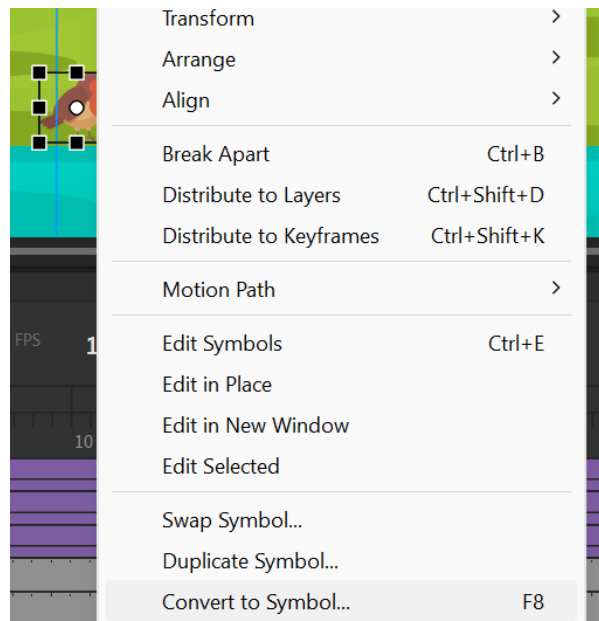 Transform
Arrange
Align
Break Apart Ctrl+B
Distribute to Layers Ctrl+Shift+D
Distribute to Keyframes Ctrl+Shift+K
Motion Path
FPS 1
Edit Symbols Ctrl+E
Edit in Place
Edit in New Window
10
Edit Selected
Swap Symbol...
Duplicate Symbol...
Convert to Symbol... F8